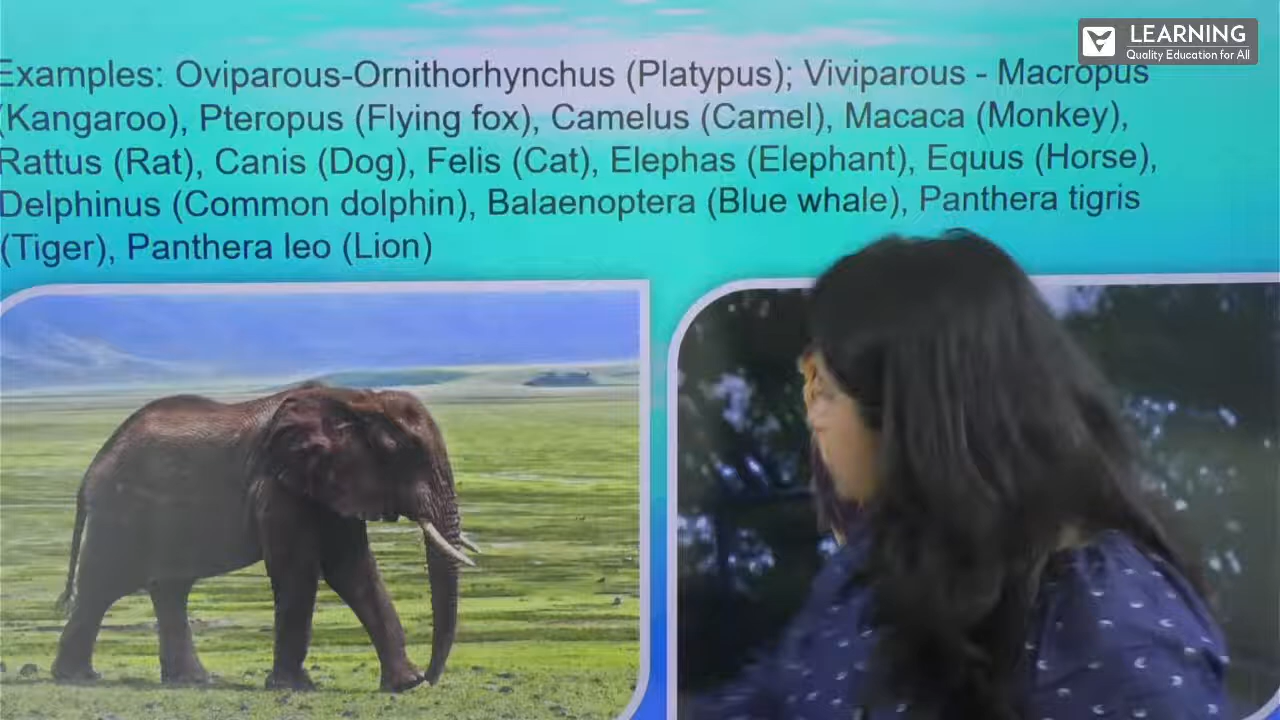 LEARNING
Quality Education for All
Examples: Oviparous-Ornithorhynchus (Platypus); Viviparous - Macropus
(Kangaroo), Pteropus (Flying fox), Camelus (Camel), Macaca (Monkey),
Rattus (Rat), Canis (Dog), Felis (Cat), Elephas (Elephant), Equus (Horse),
Delphinus (Common dolphin), Balaenoptera (Blue whale), Panthera tigris
(Tiger), Panthera leo (Lion)